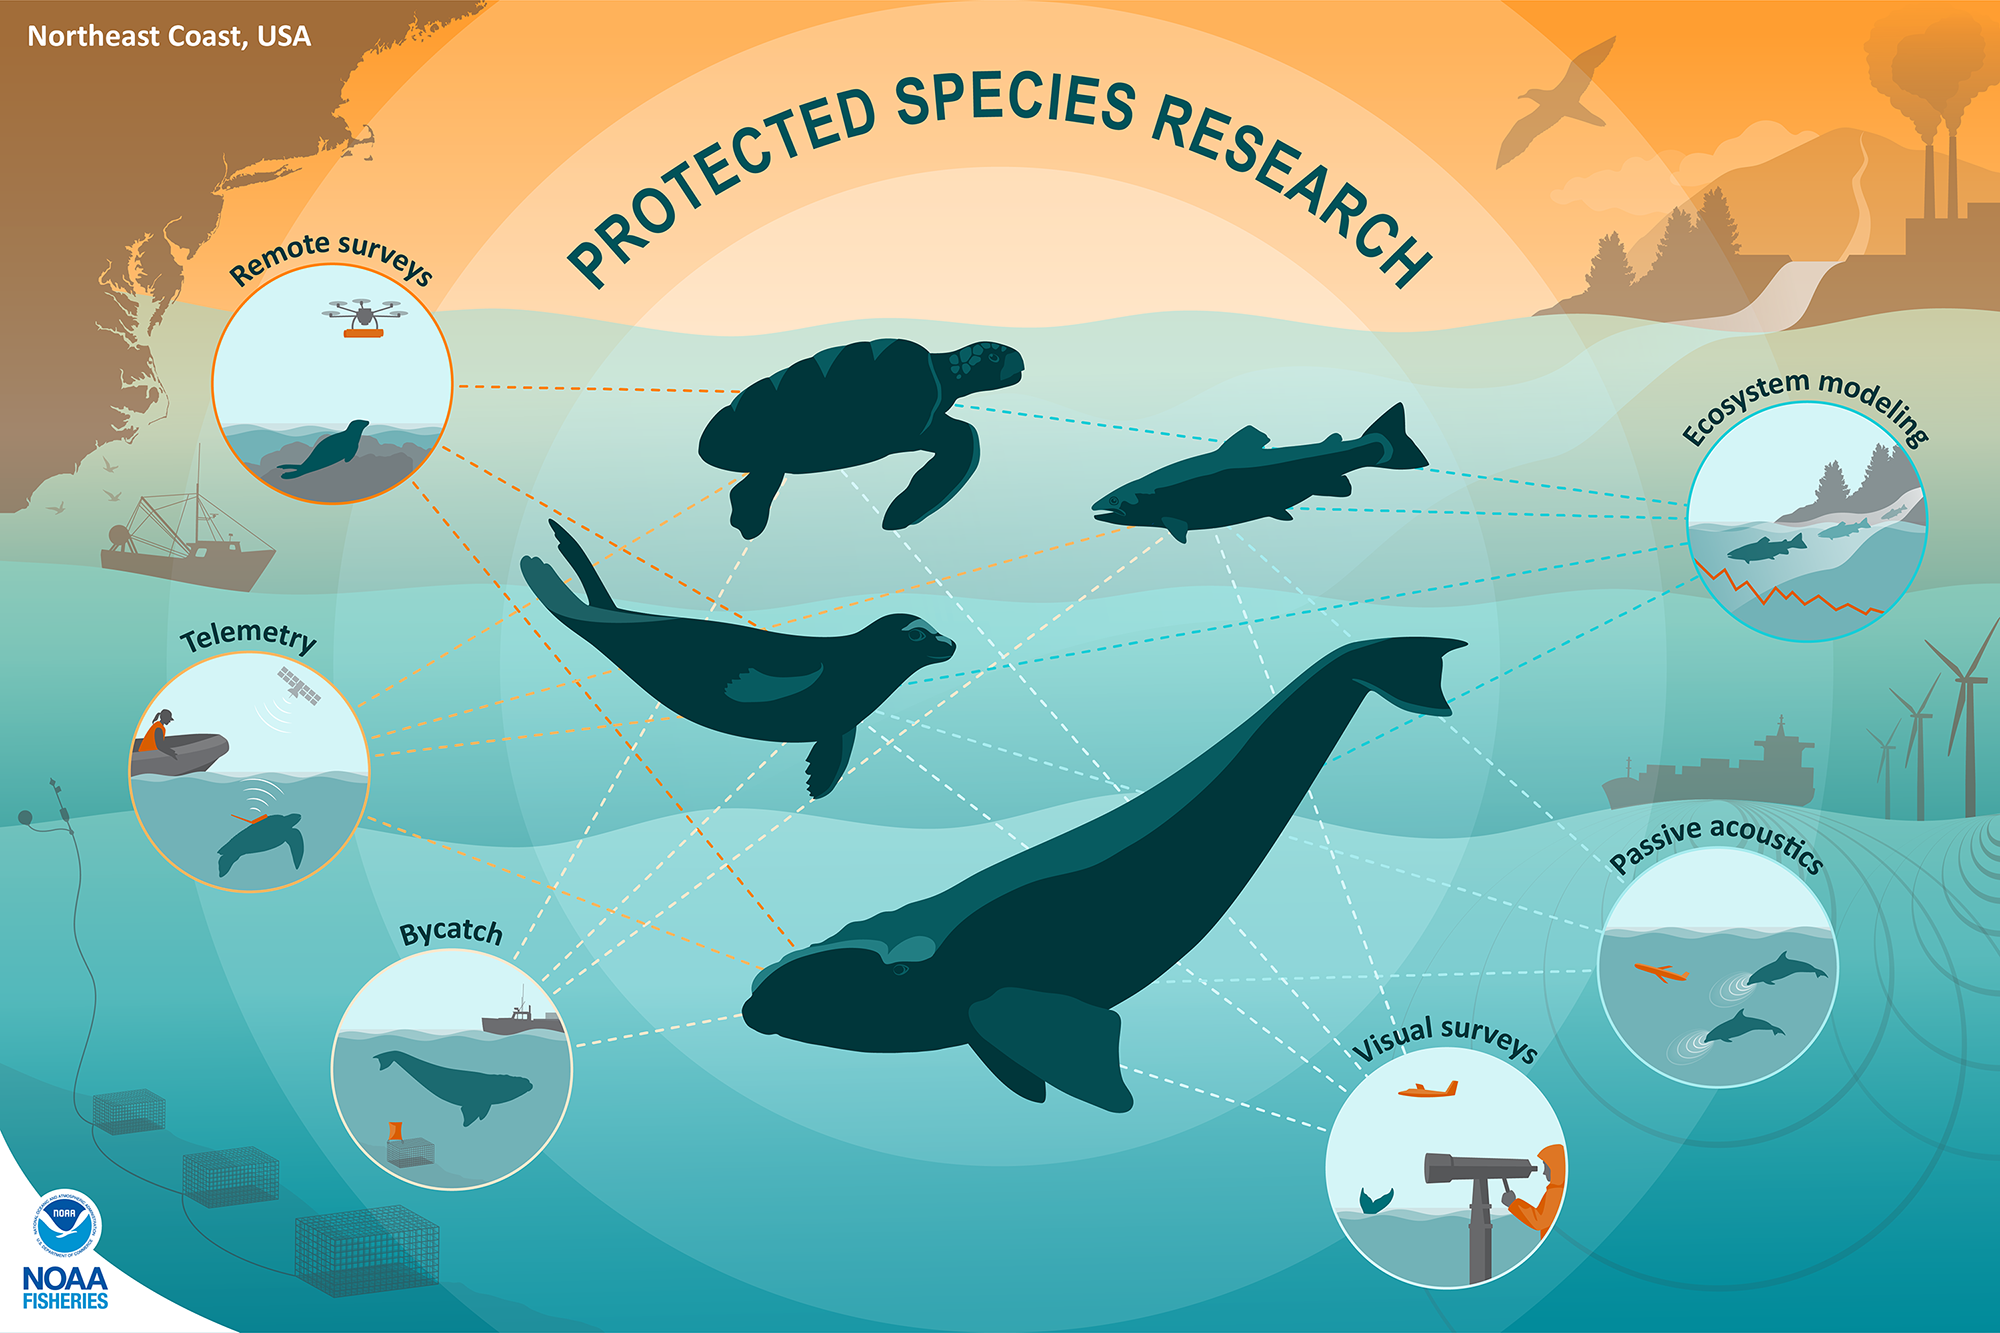 Northeast Coast, USA
PROTECTED SPECIES RESEARCH
Remote surveys
Ecosystem modeling
Telemetry
Passive acoustics
Bycatch
Visual surveys
NOAA
NOAA
FISHERIES